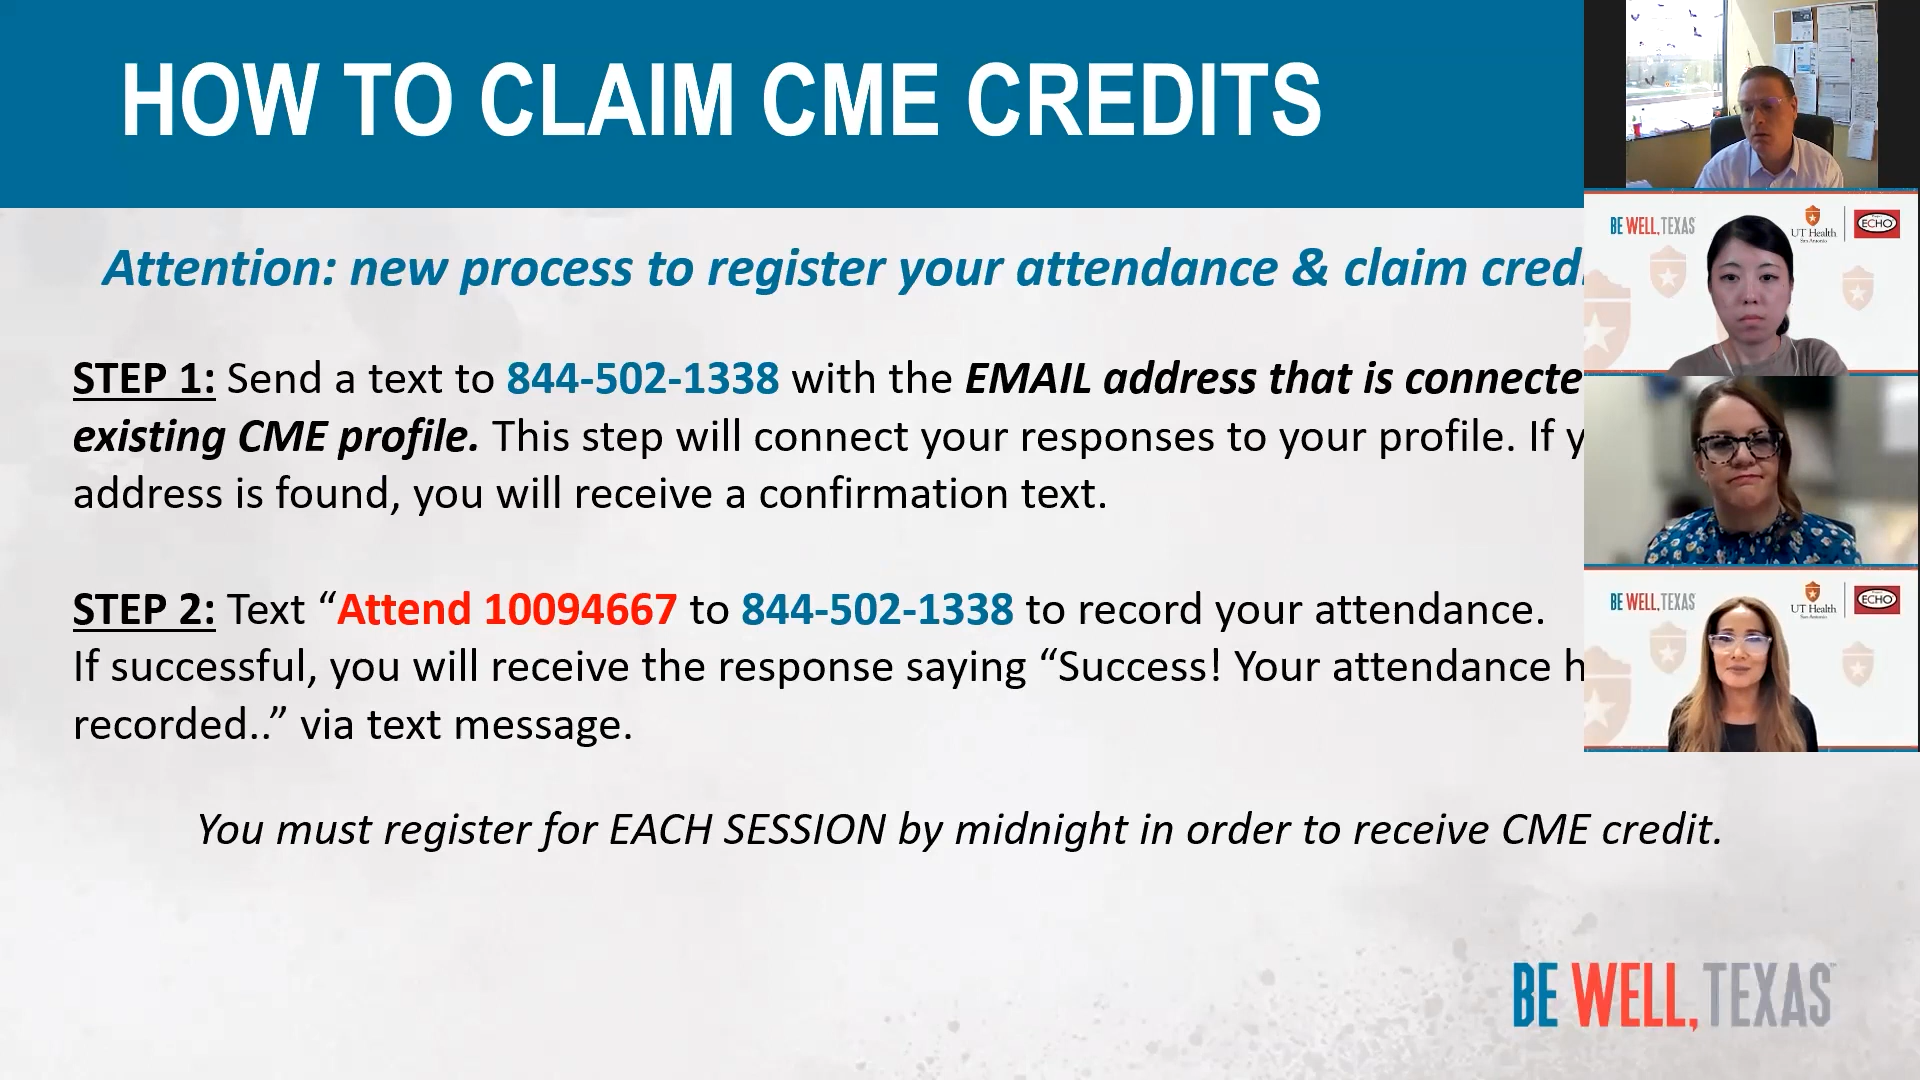 HOW TO CLAIM CME CREDITS
Attention: new process to register your attendance & claim
STEP 1: Send a text to 844-502-1338 with the EMAIL address that is
existing CME profile. This step will connect your responses to your profile. If
address is found, you will receive a confirmation text.
STEP 2: Text “Attend 10094667 to 844-502-1338 to record your attendance.
If successful, you will receive the response saying “Success! Your attendance
recorded..” via text message.
You must register for EACH SESSION by midnight in order to receive CME credit.
BE WELL, TEXAS™
BE WELL, TEXAS
UT Health
San Antonio
ECHO
BE WELL, TEXAS
UT Health
San Antonio
ECHO